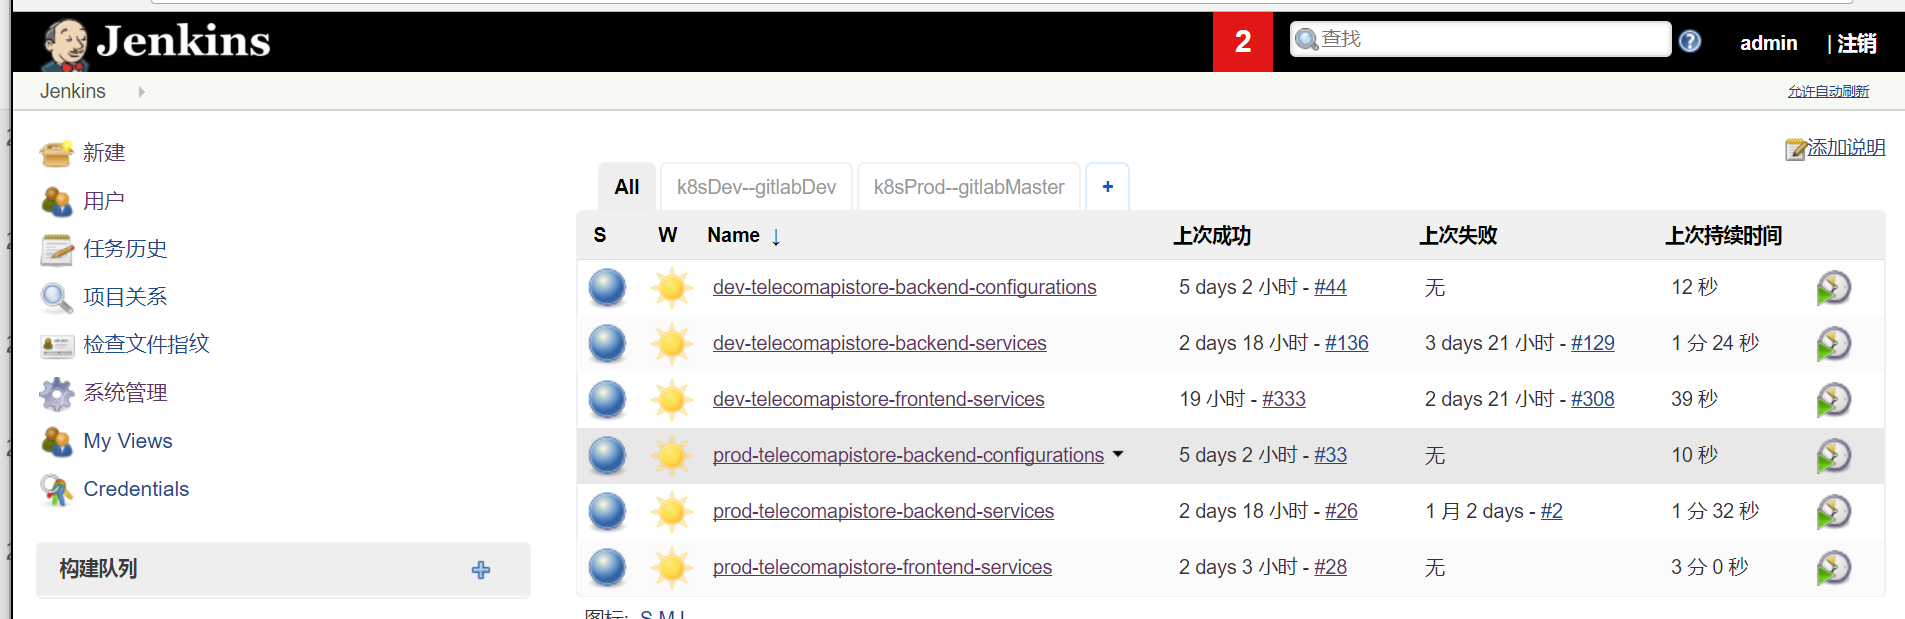 Jenkins
2
查找
admin
| 注销
Jenkins
允许自动刷新
新建
用户
任务历史
项目关系
检查文件指纹
系统管理
My Views
Credentials
构建队列
添加说明
All k8sDev--gitlabDev k8sProd--gitlabMaster +
S W Name ↓ 上次成功 上次失败 上次持续时间
dev-telecomapistore-backend-configurations 5 days 2 小时 - #44 无 12 秒
dev-telecomapistore-backend-services 2 days 18 小时 - #136 3 days 21 小时 - #129 1 分 24 秒
dev-telecomapistore-frontend-services 19 小时 - #333 2 days 21 小时 - #308 39 秒
prod-telecomapistore-backend-configurations 5 days 2 小时 - #33 无 10 秒
prod-telecomapistore-backend-services 2 days 18 小时 - #26 1 月 2 days - #2 1 分 32 秒
prod-telecomapistore-frontend-services 2 days 3 小时 - #28 无 3 分 0 秒
图标: S M L